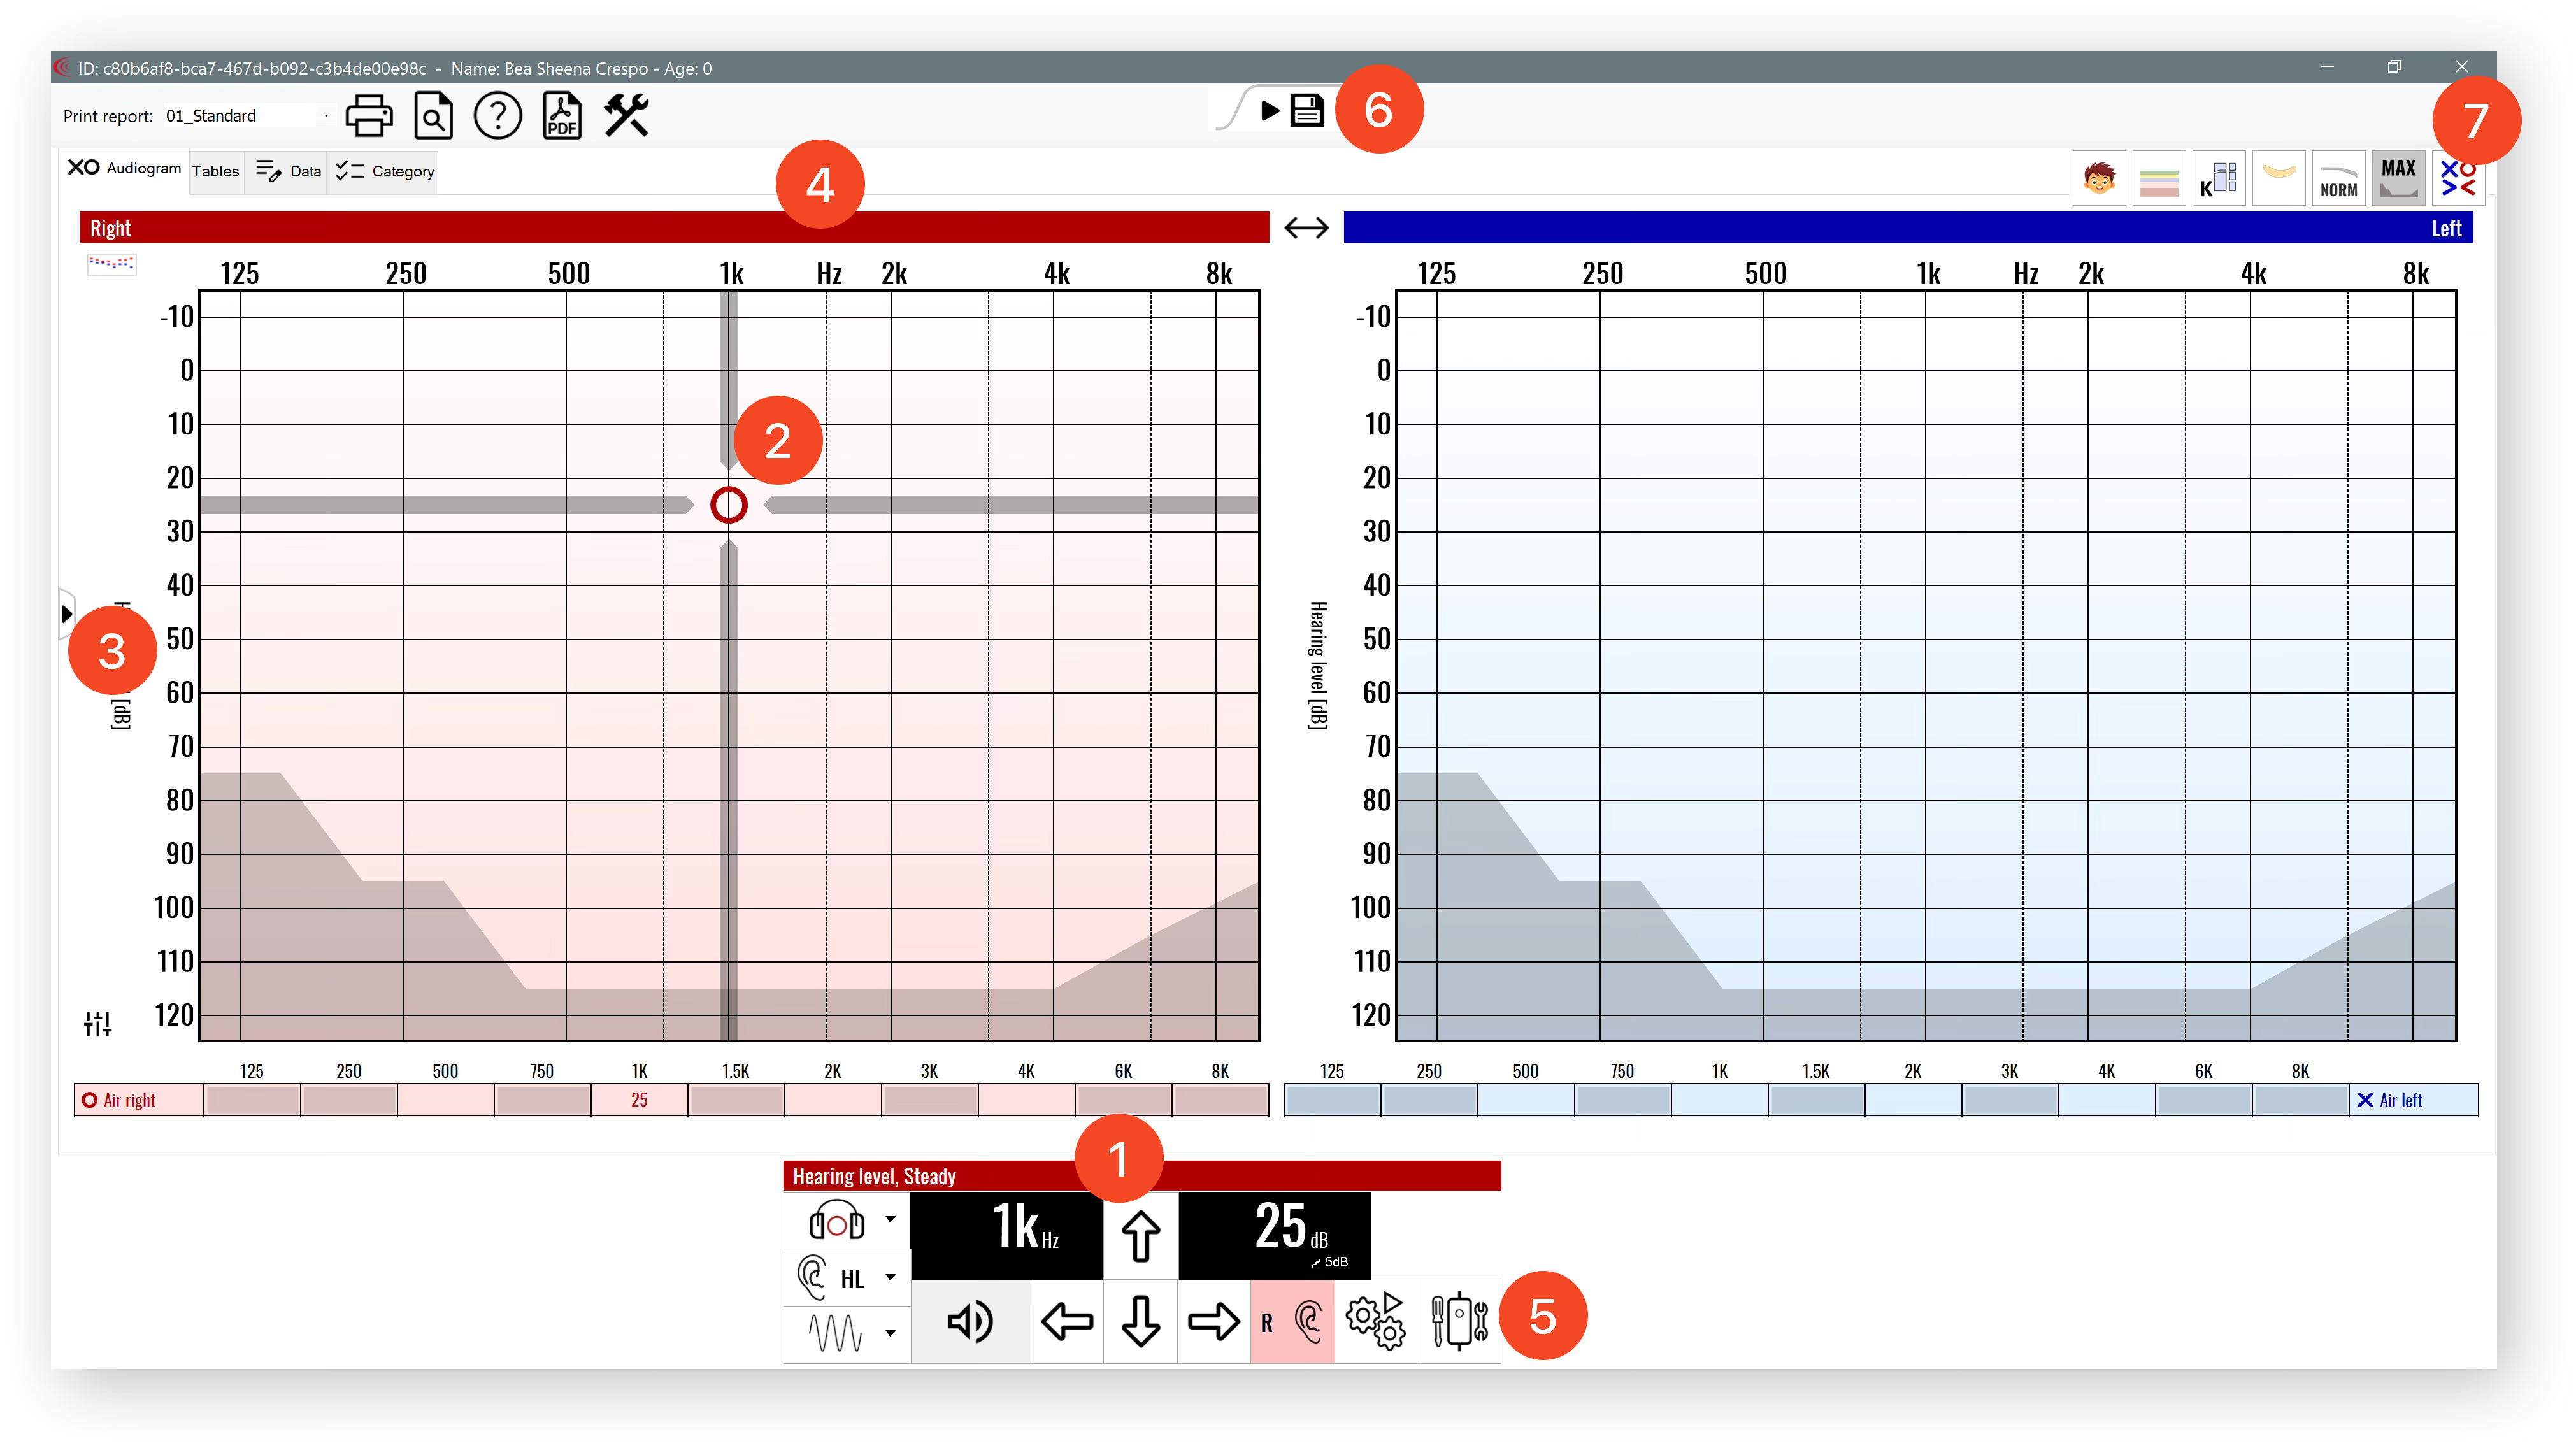 ID: c80b6af8-bca7-467d-b092-c3b4de00e98c - Name: Bea Sheena Crespo - Age: 0
Print report: 01_Standard
PDF
6
7
XO Audiogram Tables Data Category
4
K NORM MAX
Right
Left
125 250 500 1k Hz 2k 4k 8k
125 250 500 1k Hz 2k 4k 8k
-10
0
10
20
30
40
50
60
70
80
90
100
110
120
2
3
[dB]
-10
0
10
20
30
40
50
60
70
80
90
100
110
120
Hearing level [dB]
125 250 500 750 1K 1.5K 2K 3K 4K 6K 8K
125 250 500 750 1K 1.5K 2K 3K 4K 6K 8K
Air right 25
Air left
1
Hearing level, Steady
1k Hz
25 dB
5dB
HL
R
5